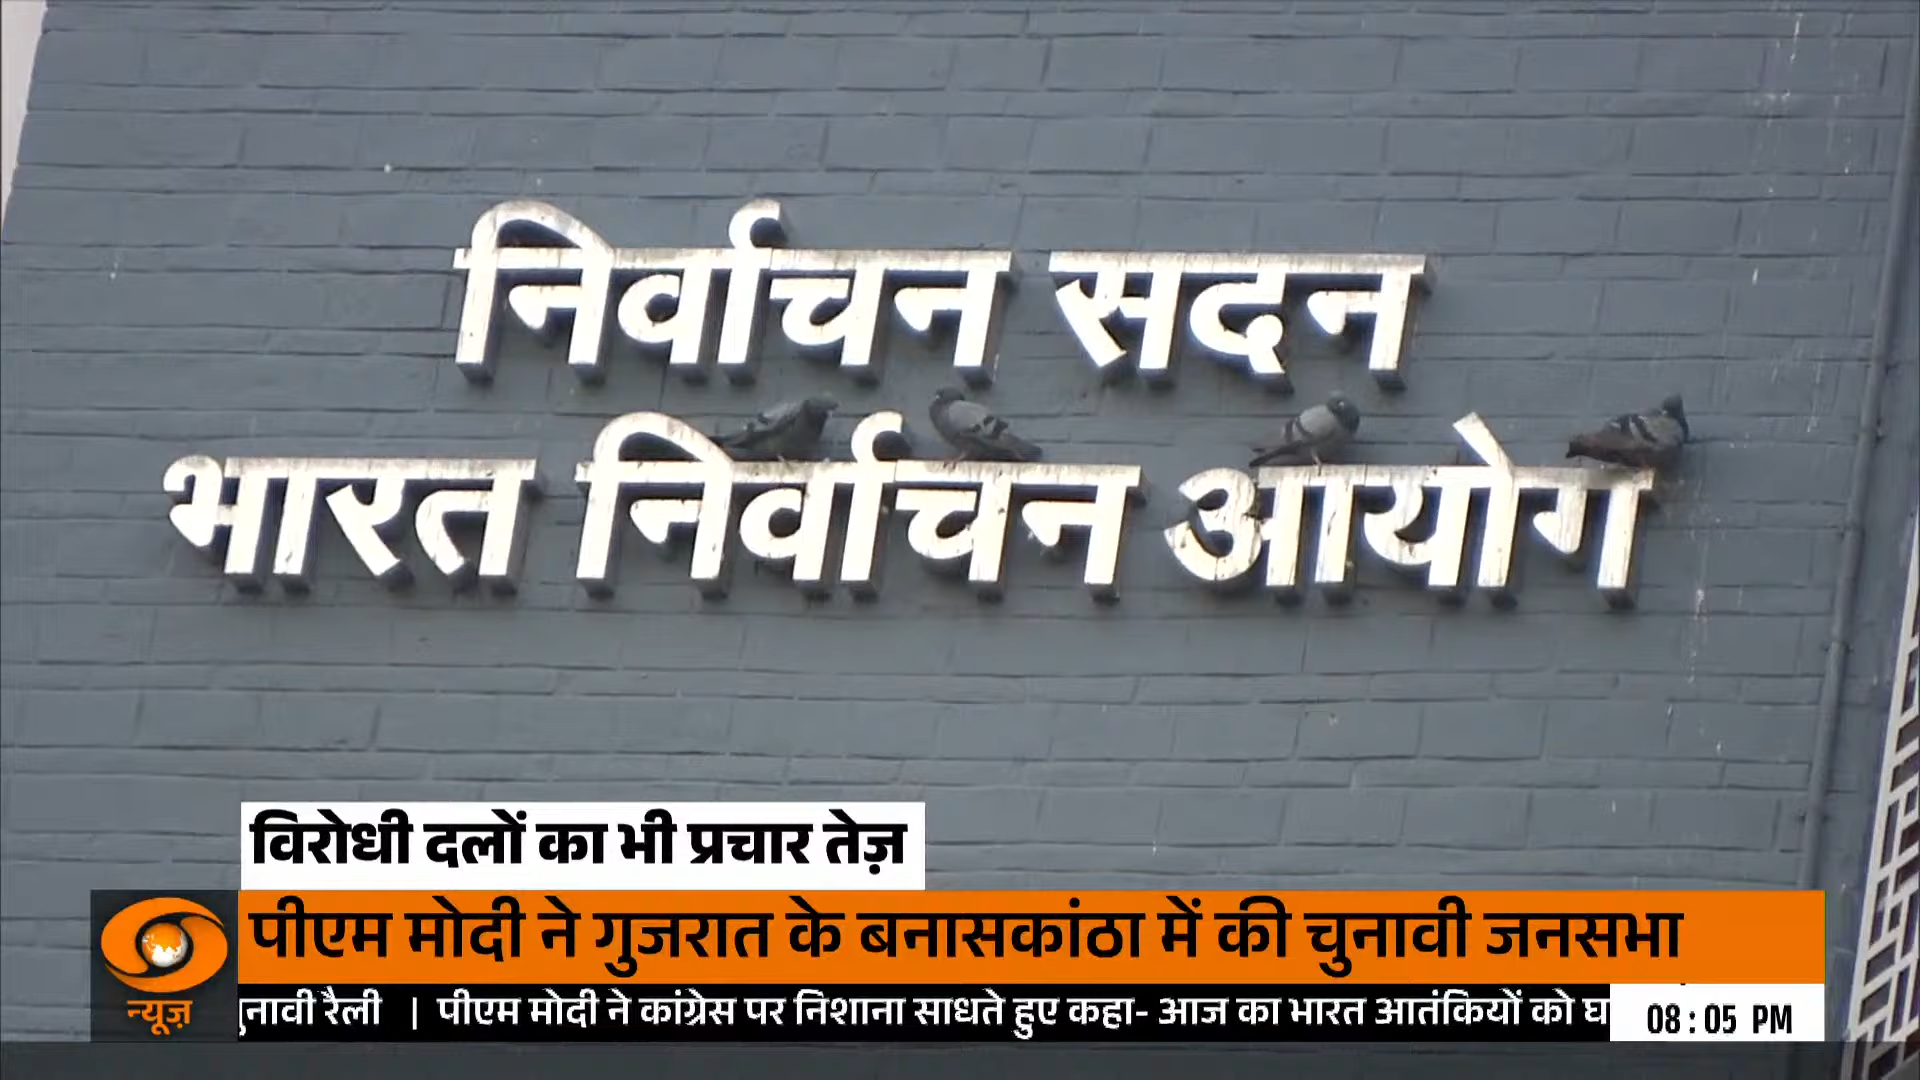 निर्वाचन सदन
भारत निर्वाचन आयोग
विरोधी दलों का भी प्रचार तेज़
पीएम मोदी ने गुजरात के बनासकांठा में की चुनावी जनसभा
न्यूज़
रैली | पीएम मोदी ने कांग्रेस पर निशाना साधते हुए कहा- आज का भारत आतंकियों को
08:05 PM